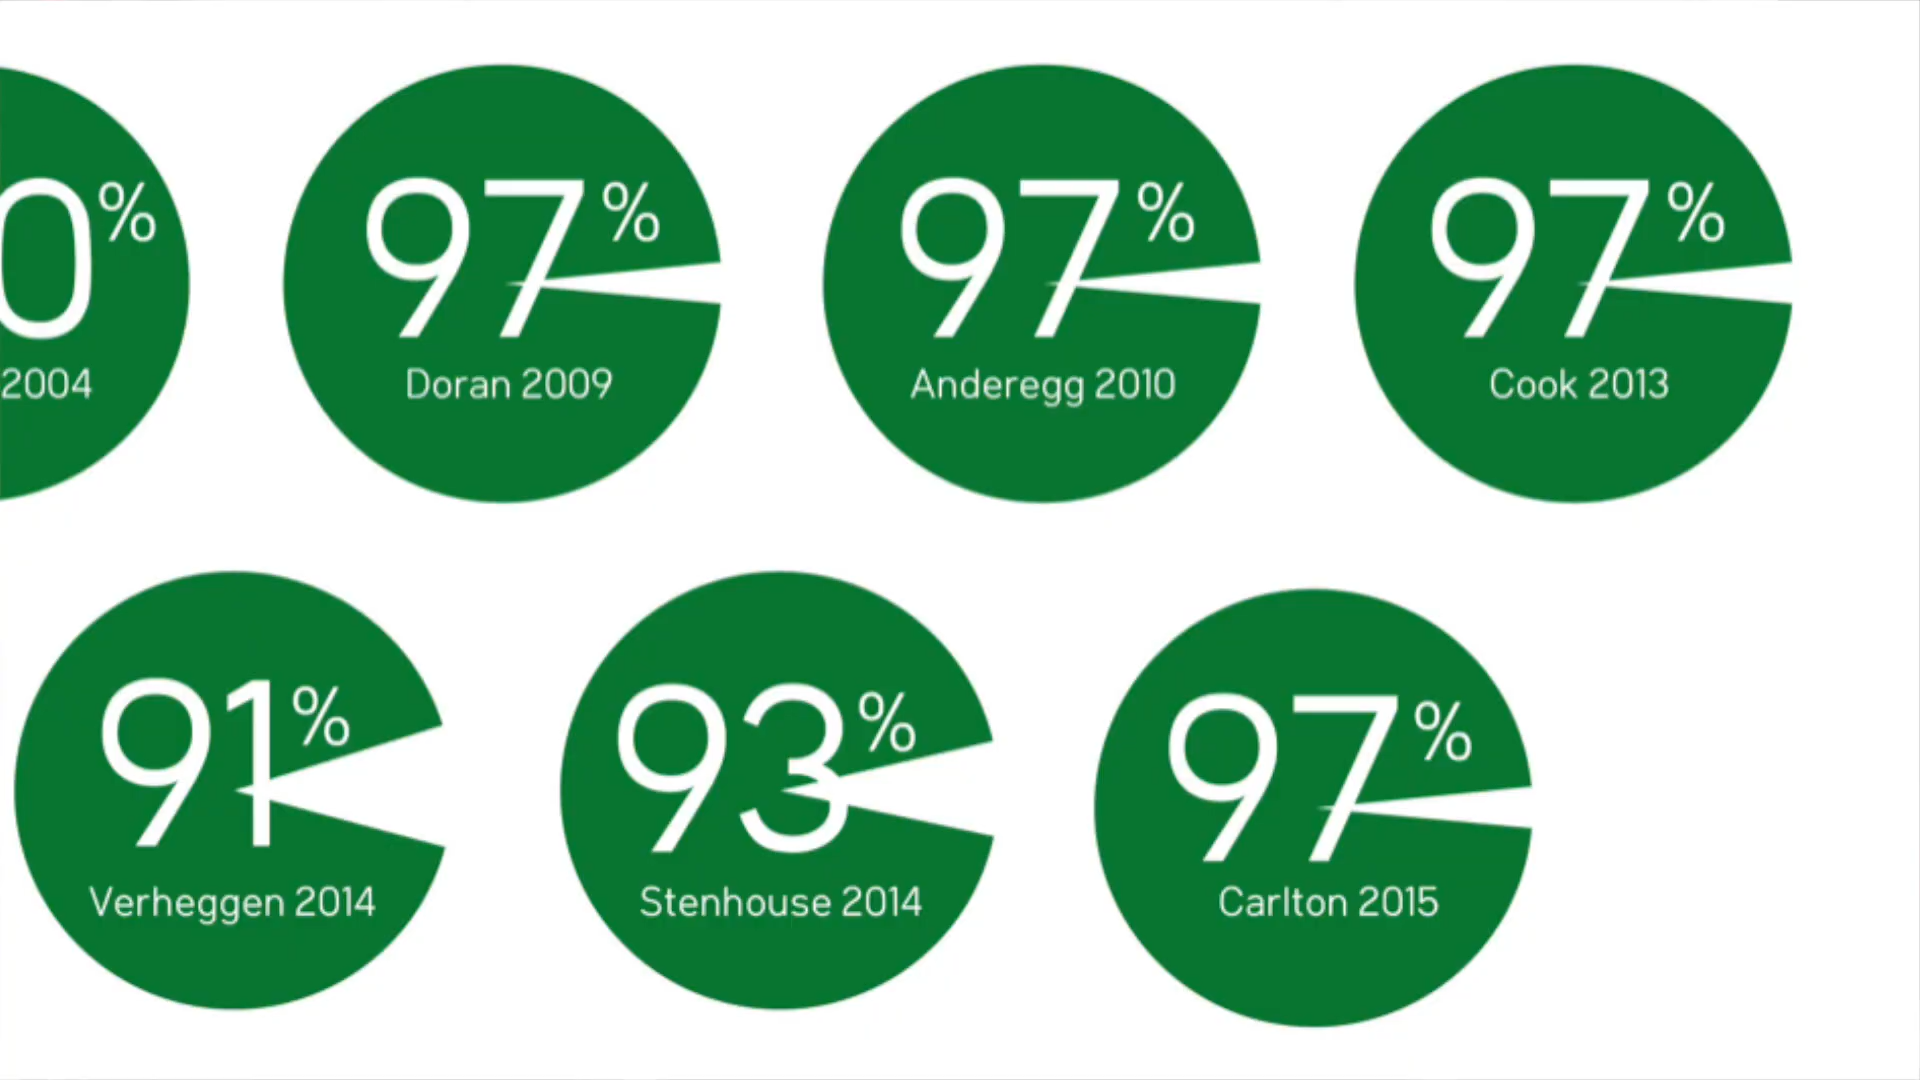 0%
2004
97%
Doran 2009
97%
Anderegg 2010
97%
Cook 2013
91%
Verheggen 2014
93%
Stenhouse 2014
97%
Carlton 2015